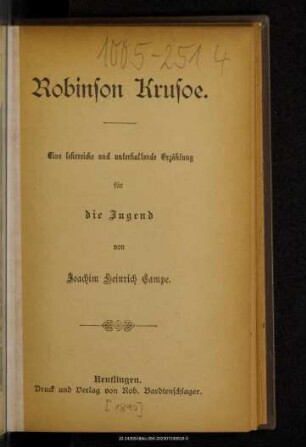 1005-251 4
Robinson Krusoe.
Eine lehrreiche und unterhaltende Erzählung
für
die Jugend
von
Joachim Heinrich Campe.
Reutlingen.
Druck und Verlag von Rob. Bardtenschlager.